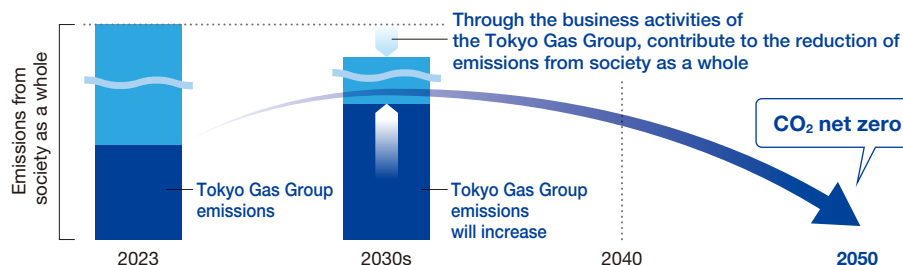 Emissions from
society as a whole
Through the business activities of
the Tokyo Gas Group, contribute to the reduction of
emissions from society as a whole
CO₂ net zero
Tokyo Gas Group
emissions
Tokyo Gas Group
emissions
will increase
2023
2030s
2040
2050